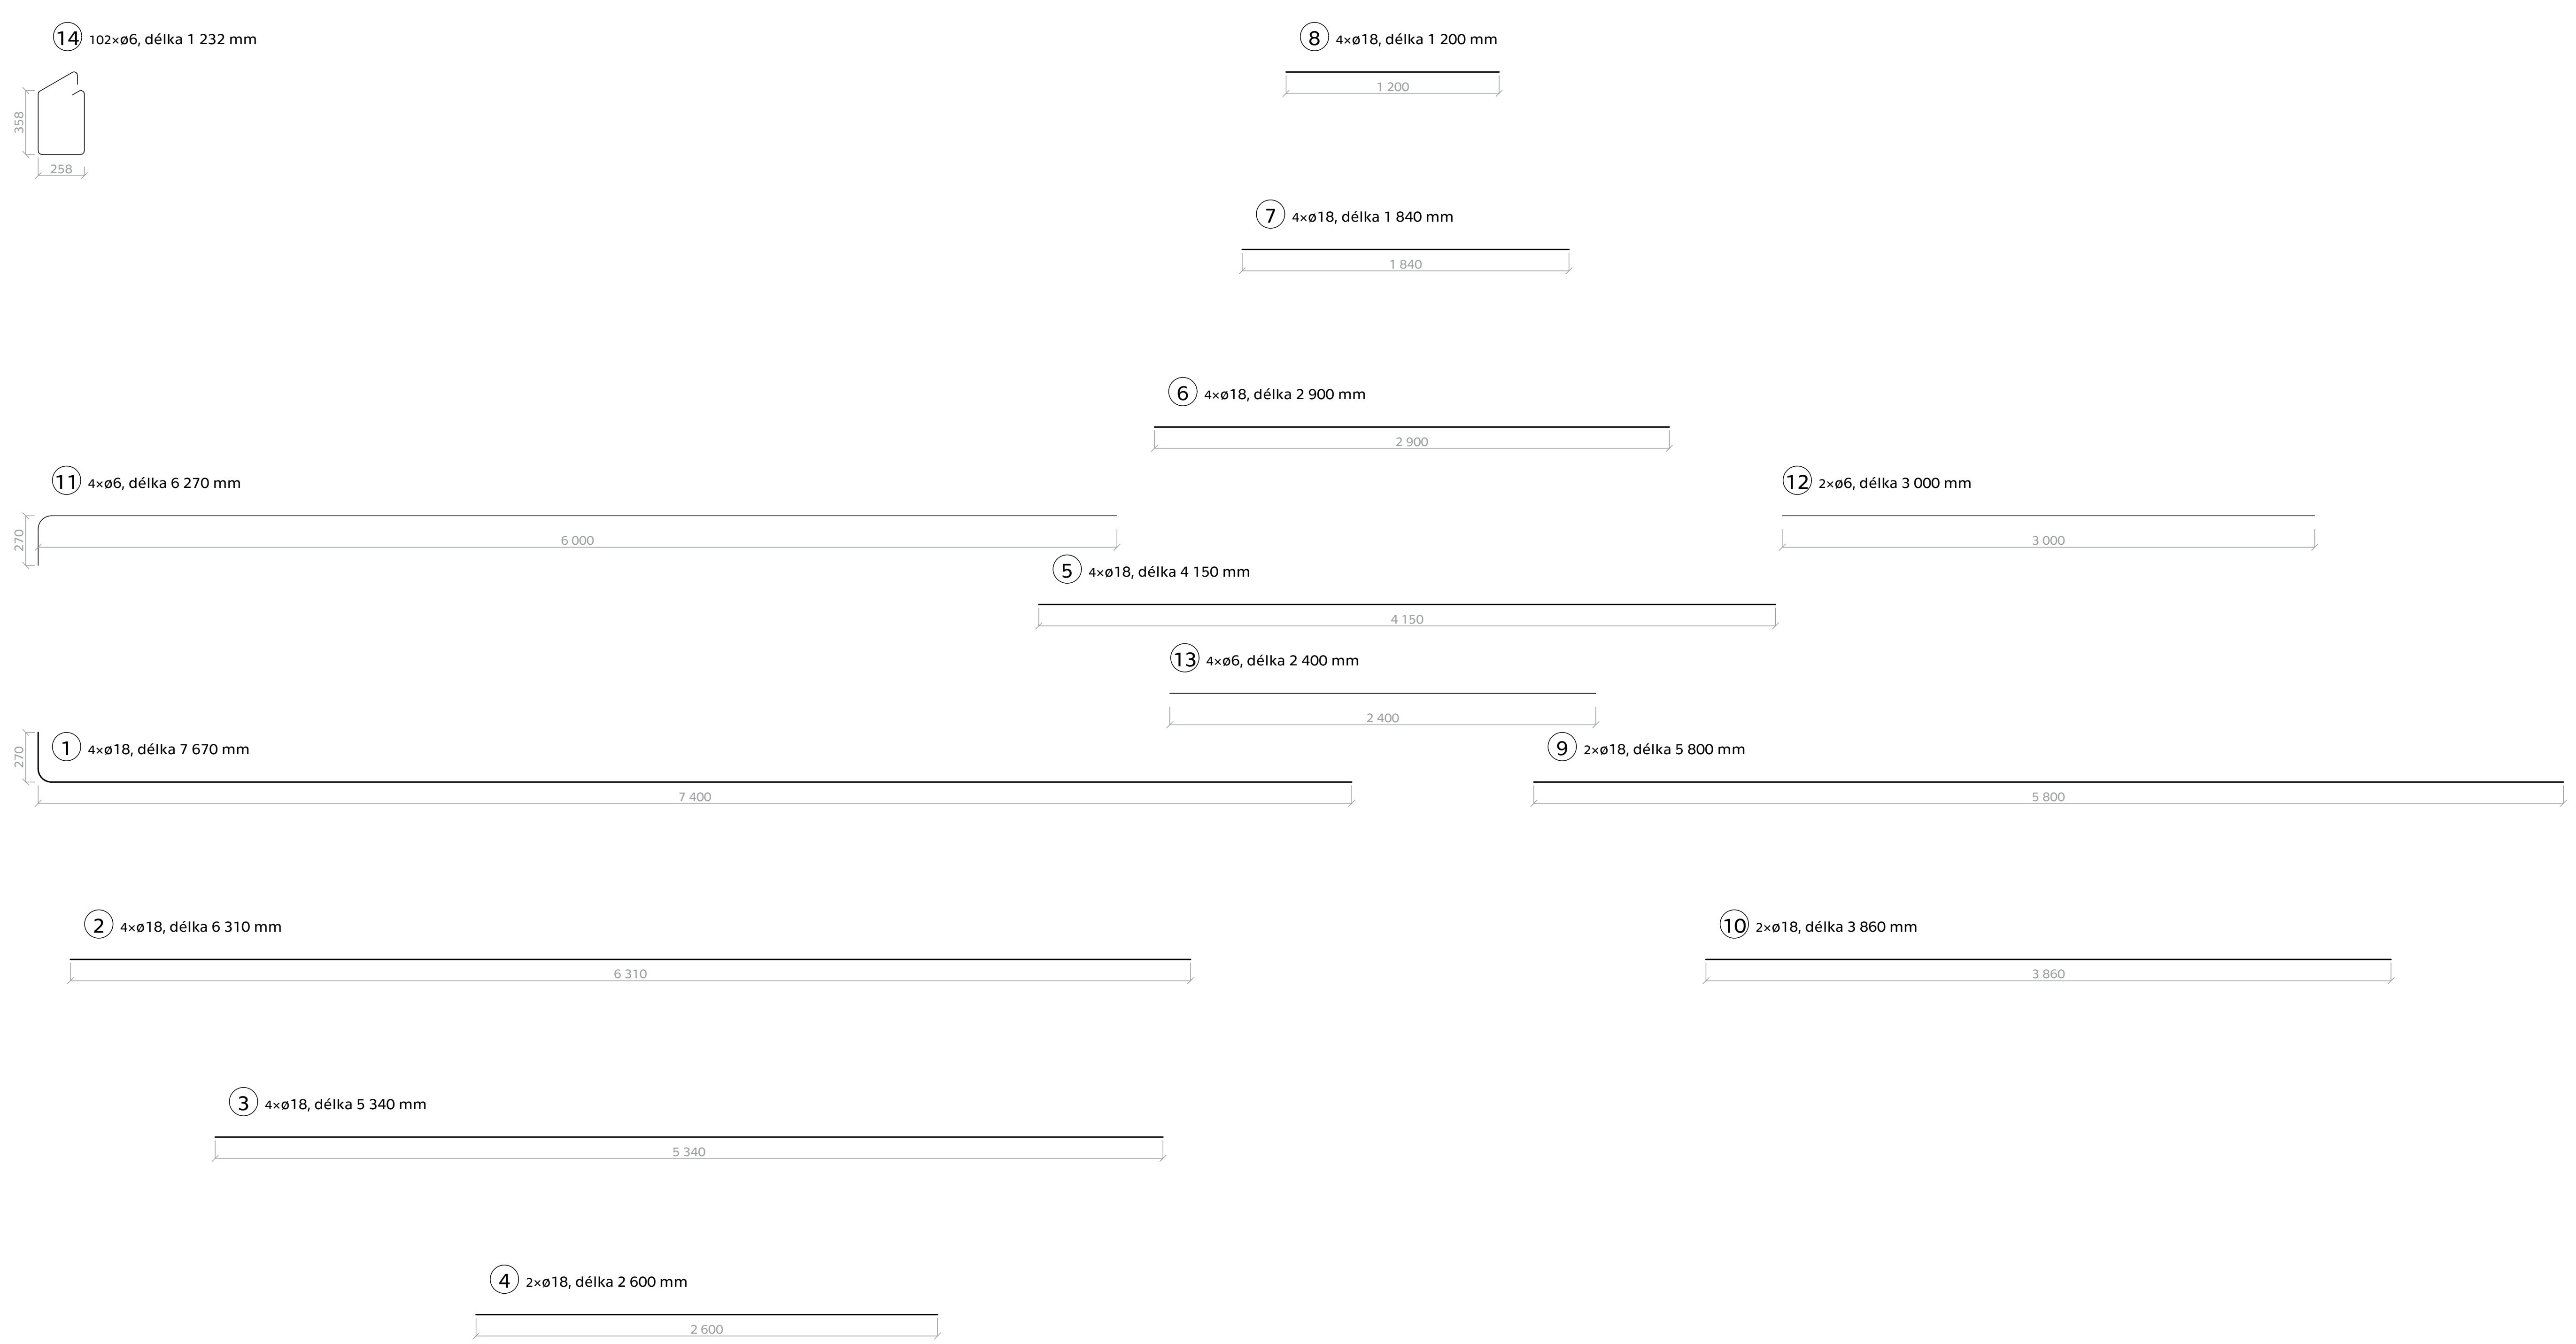 14 102×ø6, délka 1 232 mm
358
258
8 4×ø18, délka 1 200 mm
1 200
7 4×ø18, délka 1 840 mm
1 840
6 4×ø18, délka 2 900 mm
2 900
11 4×ø6, délka 6 270 mm
270
6 000
12 2×ø6, délka 3 000 mm
3 000
5 4×ø18, délka 4 150 mm
4 150
13 4×ø6, délka 2 400 mm
2 400
1 4×ø18, délka 7 670 mm
270
7 400
9 2×ø18, délka 5 800 mm
5 800
2 4×ø18, délka 6 310 mm
6 310
10 2×ø18, délka 3 860 mm
3 860
3 4×ø18, délka 5 340 mm
5 340
4 2×ø18, délka 2 600 mm
2 600